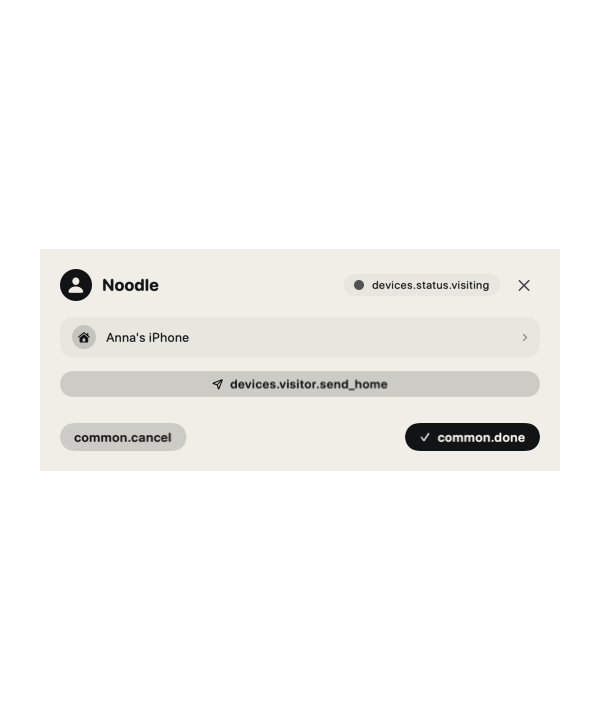 Noodle
devices.status.visiting
Anna's iPhone
devices.visitor.send_home
common.cancel
common.done